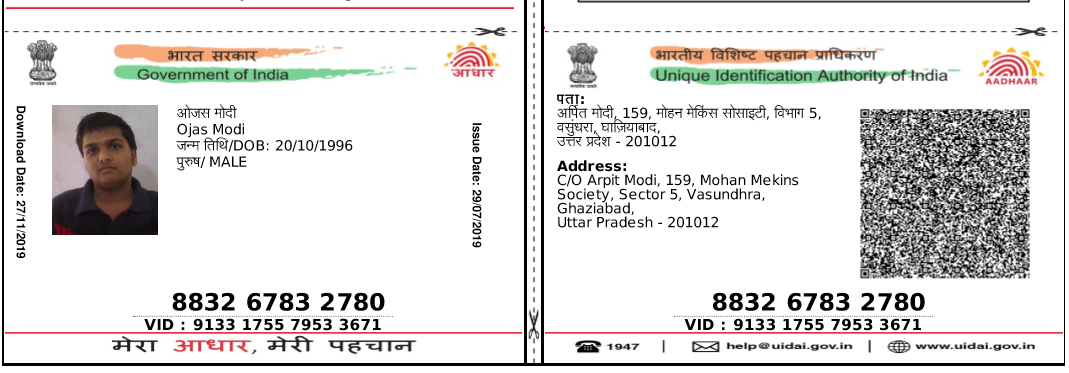 भारत सरकार
Government of India
आधार
Download Date: 27/11/2019
ओजस मोदी
Ojas Modi
जन्म तिथि/DOB: 20/10/1996
पुरुष/ MALE
Issue Date: 29/07/2019
8832 6783 2780
VID : 9133 1755 7953 3671
मेरा आधार, मेरी पहचान
भारतीय विशिष्ट पहचान प्राधिकरण
Unique Identification Authority of India
AADHAAR
पता:
अर्पित मोदी, 159, मोहन मेकिंस सोसाइटी, विभाग 5,
वसुंधरा, घाज़ियाबाद,
उत्तर प्रदेश - 201012
Address:
C/O Arpit Modi, 159, Mohan Mekins
Society, Sector 5, Vasundhra,
Ghaziabad,
Uttar Pradesh - 201012
8832 6783 2780
VID : 9133 1755 7953 3671
1947 | help@uidai.gov.in | www.uidai.gov.in